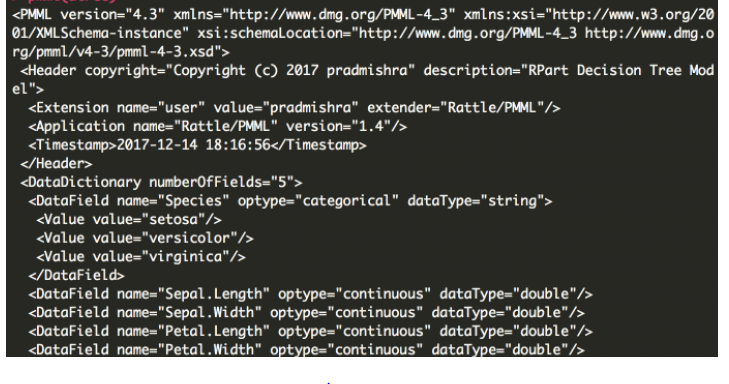 <PMML version="4.3" xmlns="http://www.dmg.org/PMML-4_3" xmlns:xsi="http://www.w3.org/20
01/XMLSchema-instance" xsi:schemaLocation="http://www.dmg.org/PMML-4_3 http://www.dmg.o
rg/pmml/v4-3/pmml-4-3.xsd">
 <Header copyright="Copyright (c) 2017 pradmishra" description="RPart Decision Tree Mod
el">
  <Extension name="user" value="pradmishra" extender="Rattle/PMML"/>
  <Application name="Rattle/PMML" version="1.4"/>
  <Timestamp>2017-12-14 18:16:56</Timestamp>
 </Header>
 <DataDictionary numberOfFields="5">
  <DataField name="Species" optype="categorical" dataType="string">
   <Value value="setosa"/>
   <Value value="versicolor"/>
   <Value value="virginica"/>
  </DataField>
  <DataField name="Sepal.Length" optype="continuous" dataType="double"/>
  <DataField name="Sepal.Width" optype="continuous" dataType="double"/>
  <DataField name="Petal.Length" optype="continuous" dataType="double"/>
  <DataField name="Petal.Width" optype="continuous" dataType="double"/>